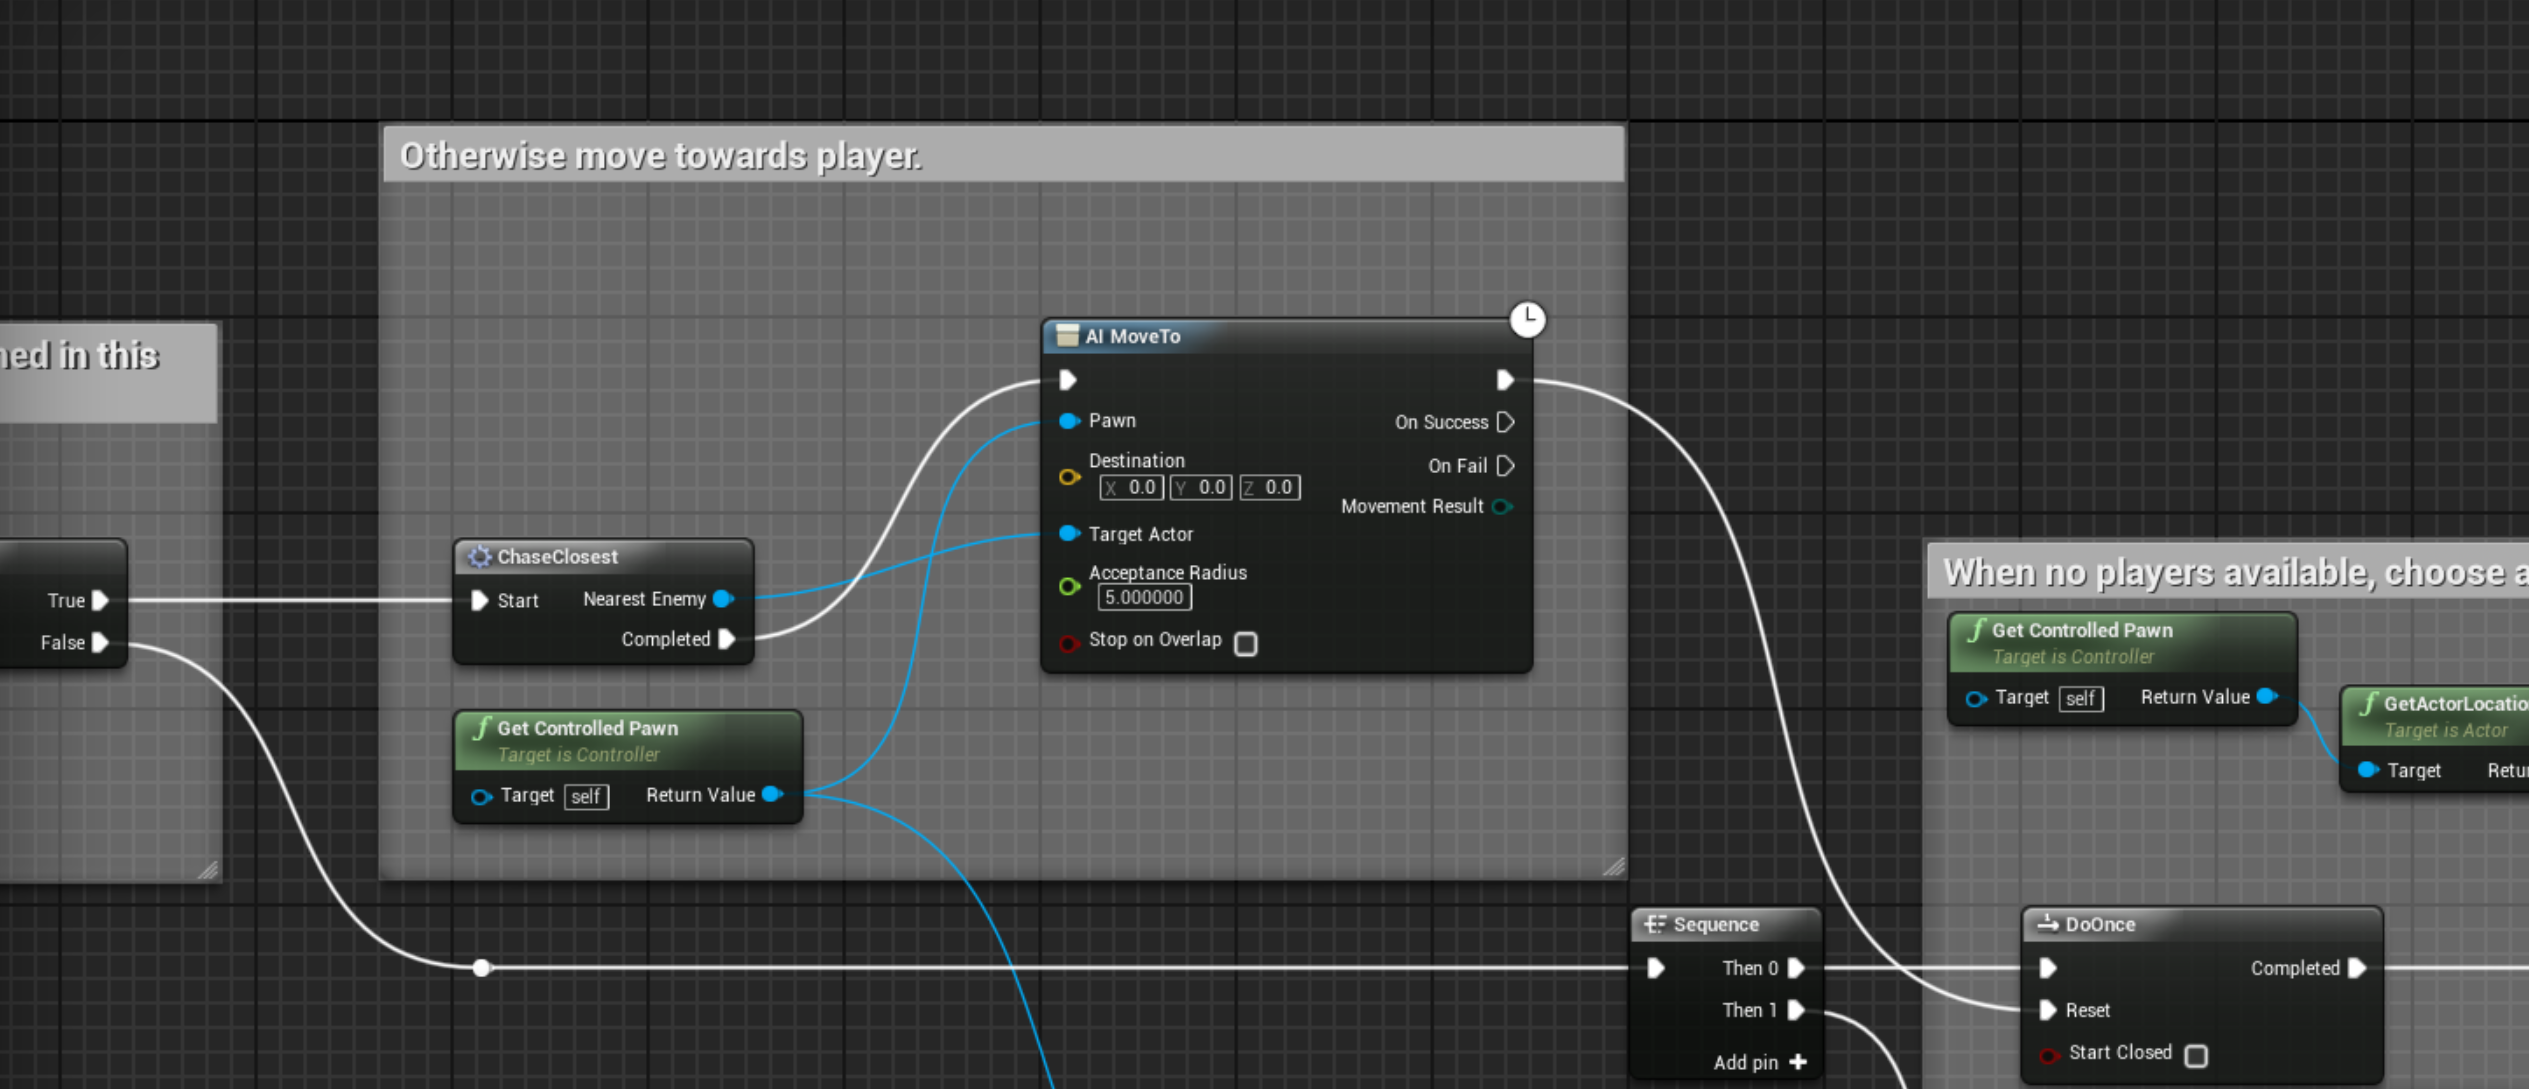 Otherwise move towards player.
ned in this
True
False
ChaseClosest
Start Nearest Enemy
Completed
Get Controlled Pawn
Target is Controller
Target self Return Value
AI MoveTo
Pawn On Success
Destination On Fail
X 0.0 Y 0.0 Z 0.0
Movement Result
Target Actor
Acceptance Radius
5.000000
Stop on Overlap
When no players available, choose a
Get Controlled Pawn
Target is Controller
Target self Return Value
GetActorLocatio
Target is Actor
Target Retu
Sequence
Then 0
Then 1
Add pin +
DoOnce
Completed
Reset
Start Closed